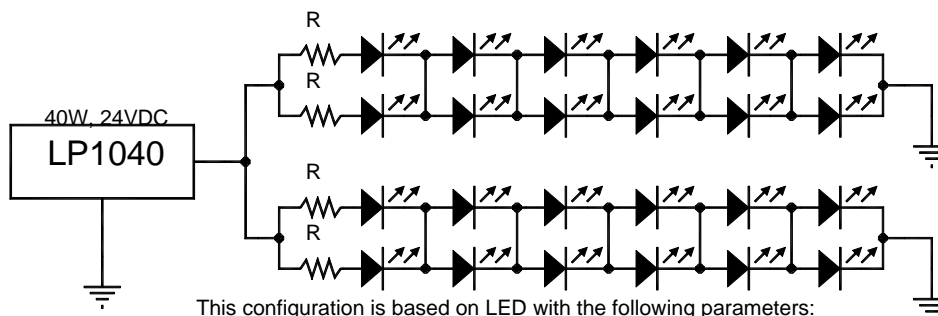 R
R
40W, 24VDC
LP1040
R
R
This configuration is based on LED with the following parameters: